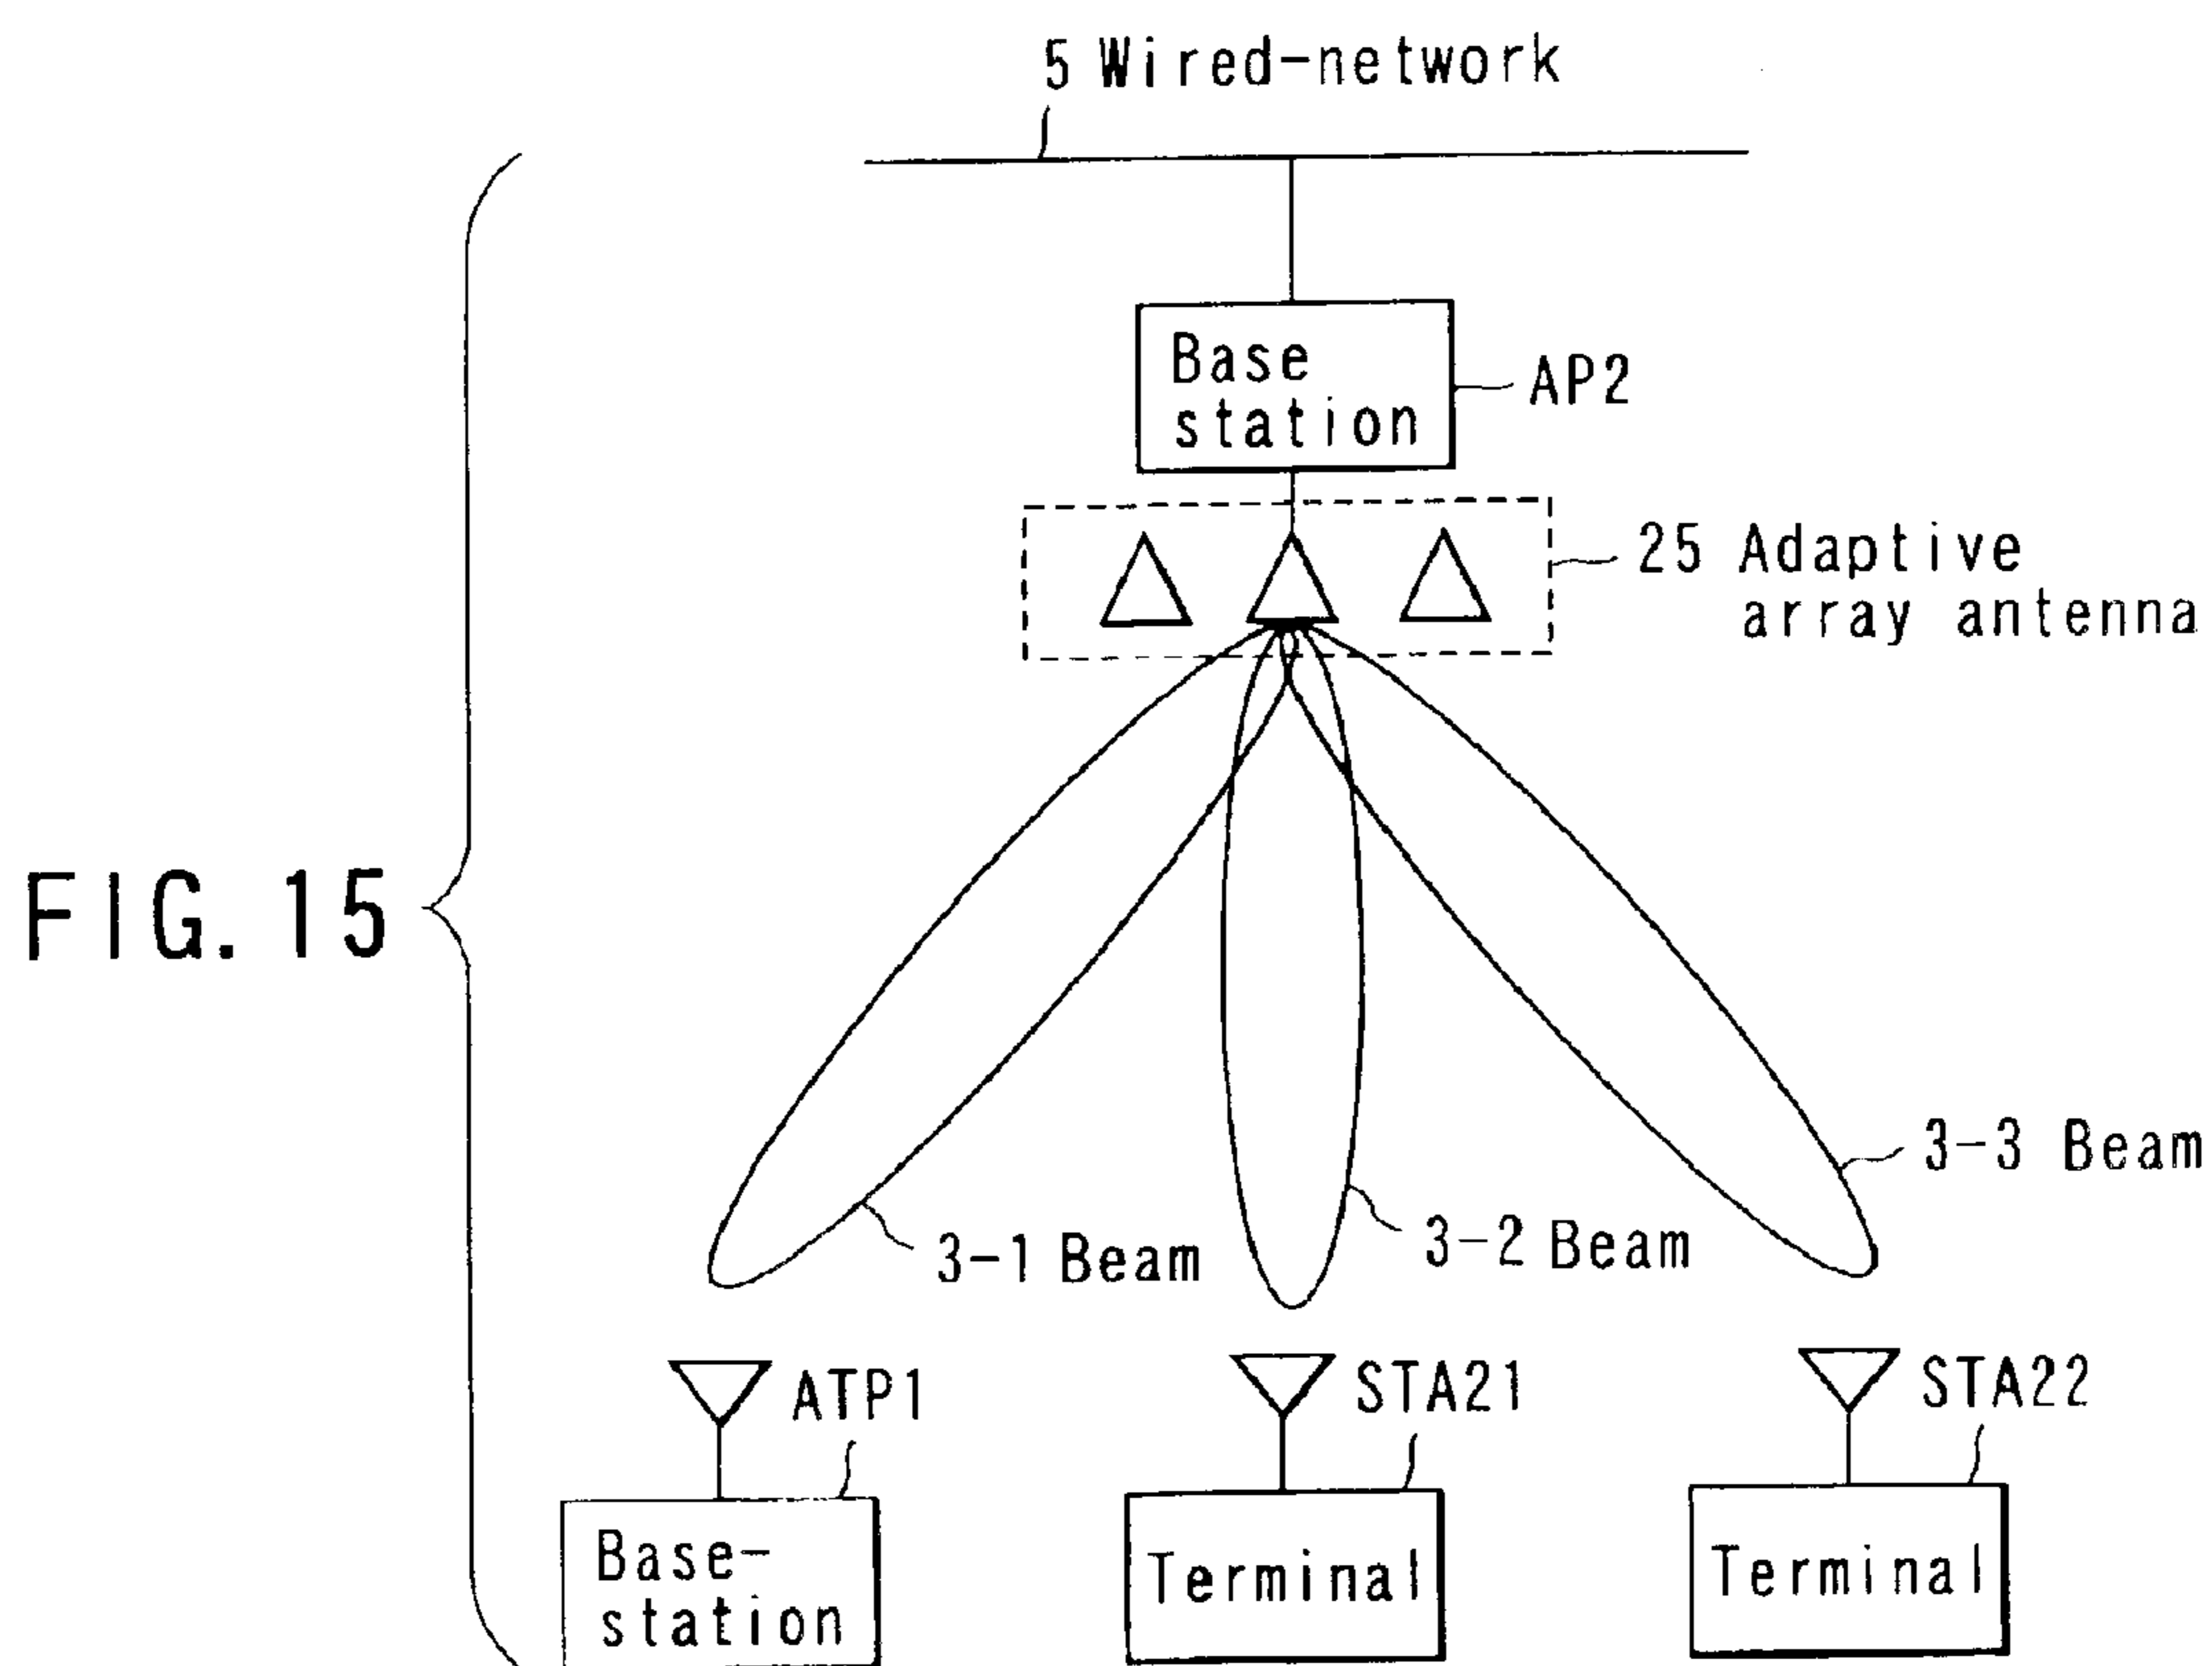 5 Wired-network
Base
station
AP2
25 Adaptive
array antenna
FIG. 15
3-3 Beam
3-1 Beam
3-2 Beam
ATP1
STA21
STA22
Base-
station
Terminal
Terminal